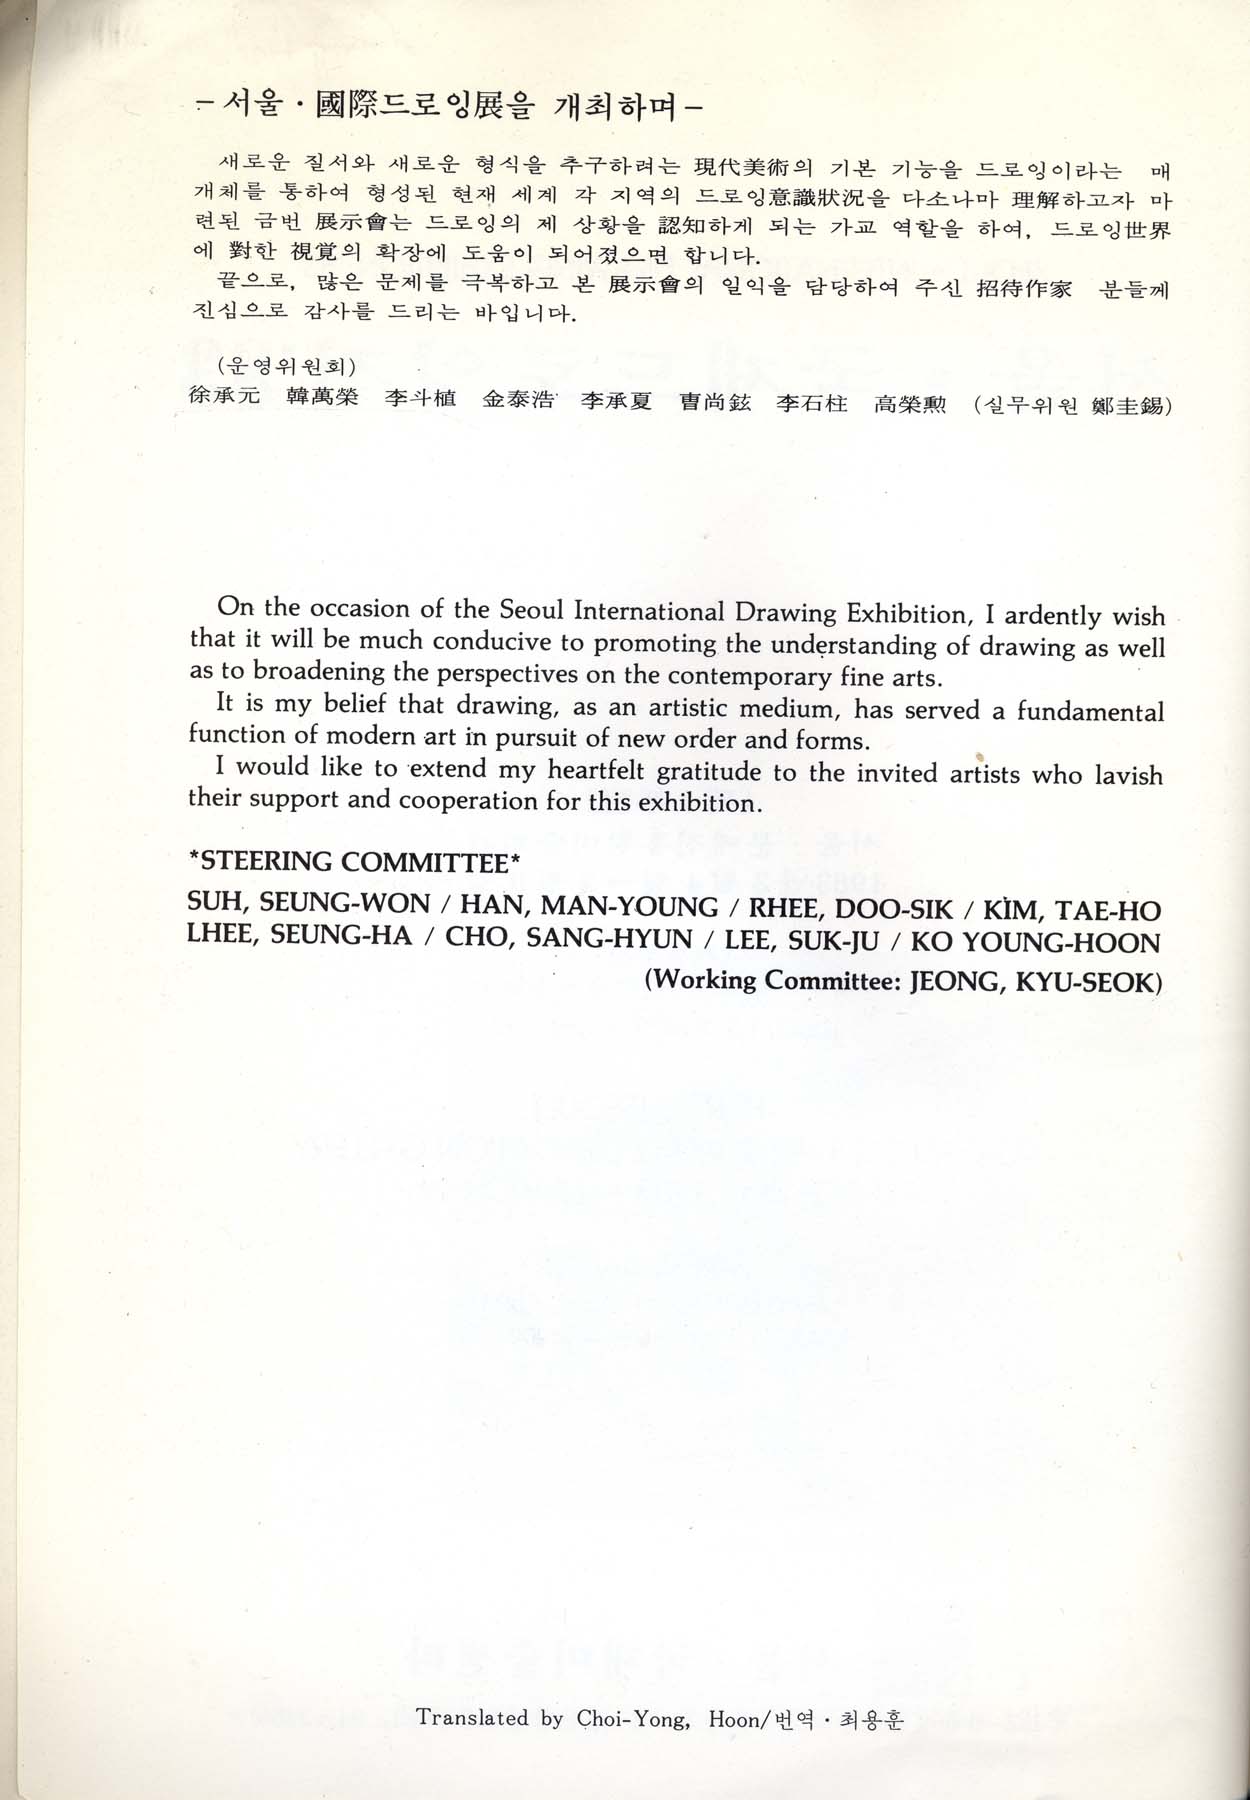 – 서울 · 國際드로잉展을 개최하며 –
새로운 질서와 새로운 형식을 추구하려는 現代美術의 기본 기능을 드로잉이라는 매
개체를 통하여 형성된 현재 세계 각 지역의 드로잉意識狀況을 다소나마 理解하고자 마
련된 금번 展示會는 드로잉의 제 상황을 認知하게 되는 가교 역할을 하여, 드로잉世界
에 對한 視覚의 확장에 도움이 되어졌으면 합니다.
끝으로, 많은 문제를 극복하고 본 展示會의 일익을 담당하여 주신 招待作家 분들께
진심으로 감사를 드리는 바입니다.
(운영위원회)
徐承元 韓萬榮 李斗植 金泰浩 李承夏 曺尚鉉 李石柱 高榮勲 (실무위원 鄭圭錫)
On the occasion of the Seoul International Drawing Exhibition, I ardently wish
that it will be much conducive to promoting the understanding of drawing as well
as to broadening the perspectives on the contemporary fine arts.
It is my belief that drawing, as an artistic medium, has served a fundamental
function of modern art in pursuit of new order and forms.
I would like to extend my heartfelt gratitude to the invited artists who lavish
their support and cooperation for this exhibition.
*STEERING COMMITTEE*
SUH, SEUNG-WON / HAN, MAN-YOUNG / RHEE, DOO-SIK / KIM, TAE-HO
LHEE, SEUNG-HA / CHO, SANG-HYUN / LEE, SUK-JU / KO YOUNG-HOON
(Working Committee: JEONG, KYU-SEOK)
Translated by Choi-Yong, Hoon/번역 · 최용훈